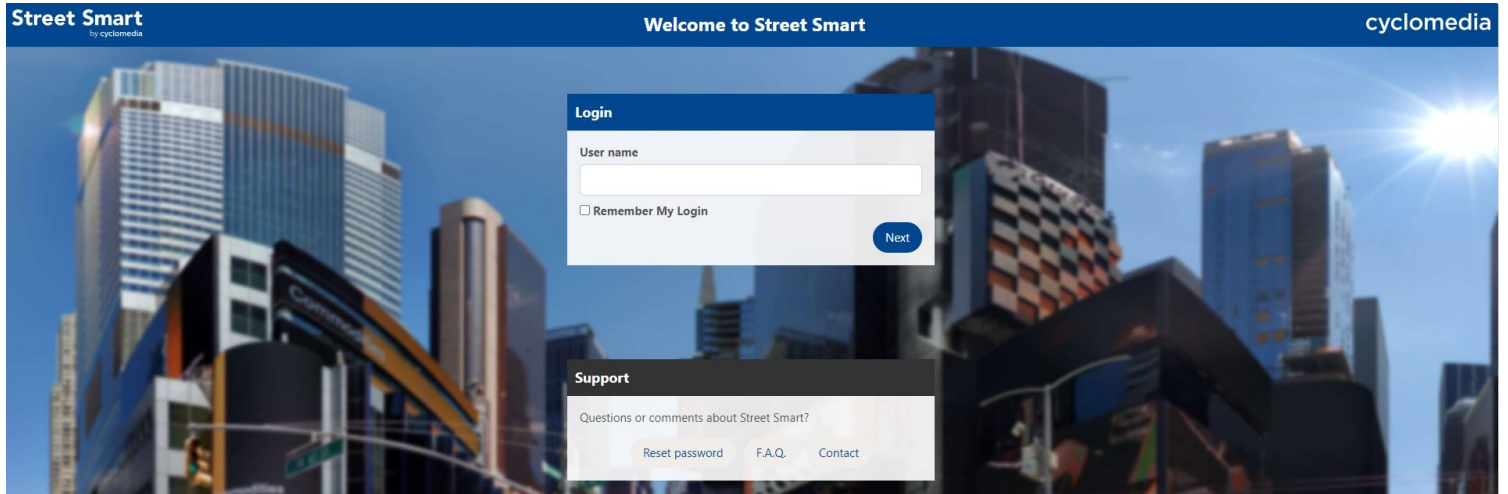 Street Smart
by cyclomedia
Welcome to Street Smart
cyclomedia
Login
User name
Remember My Login
Next
Support
Questions or comments about Street Smart?
Reset password F.A.Q. Contact